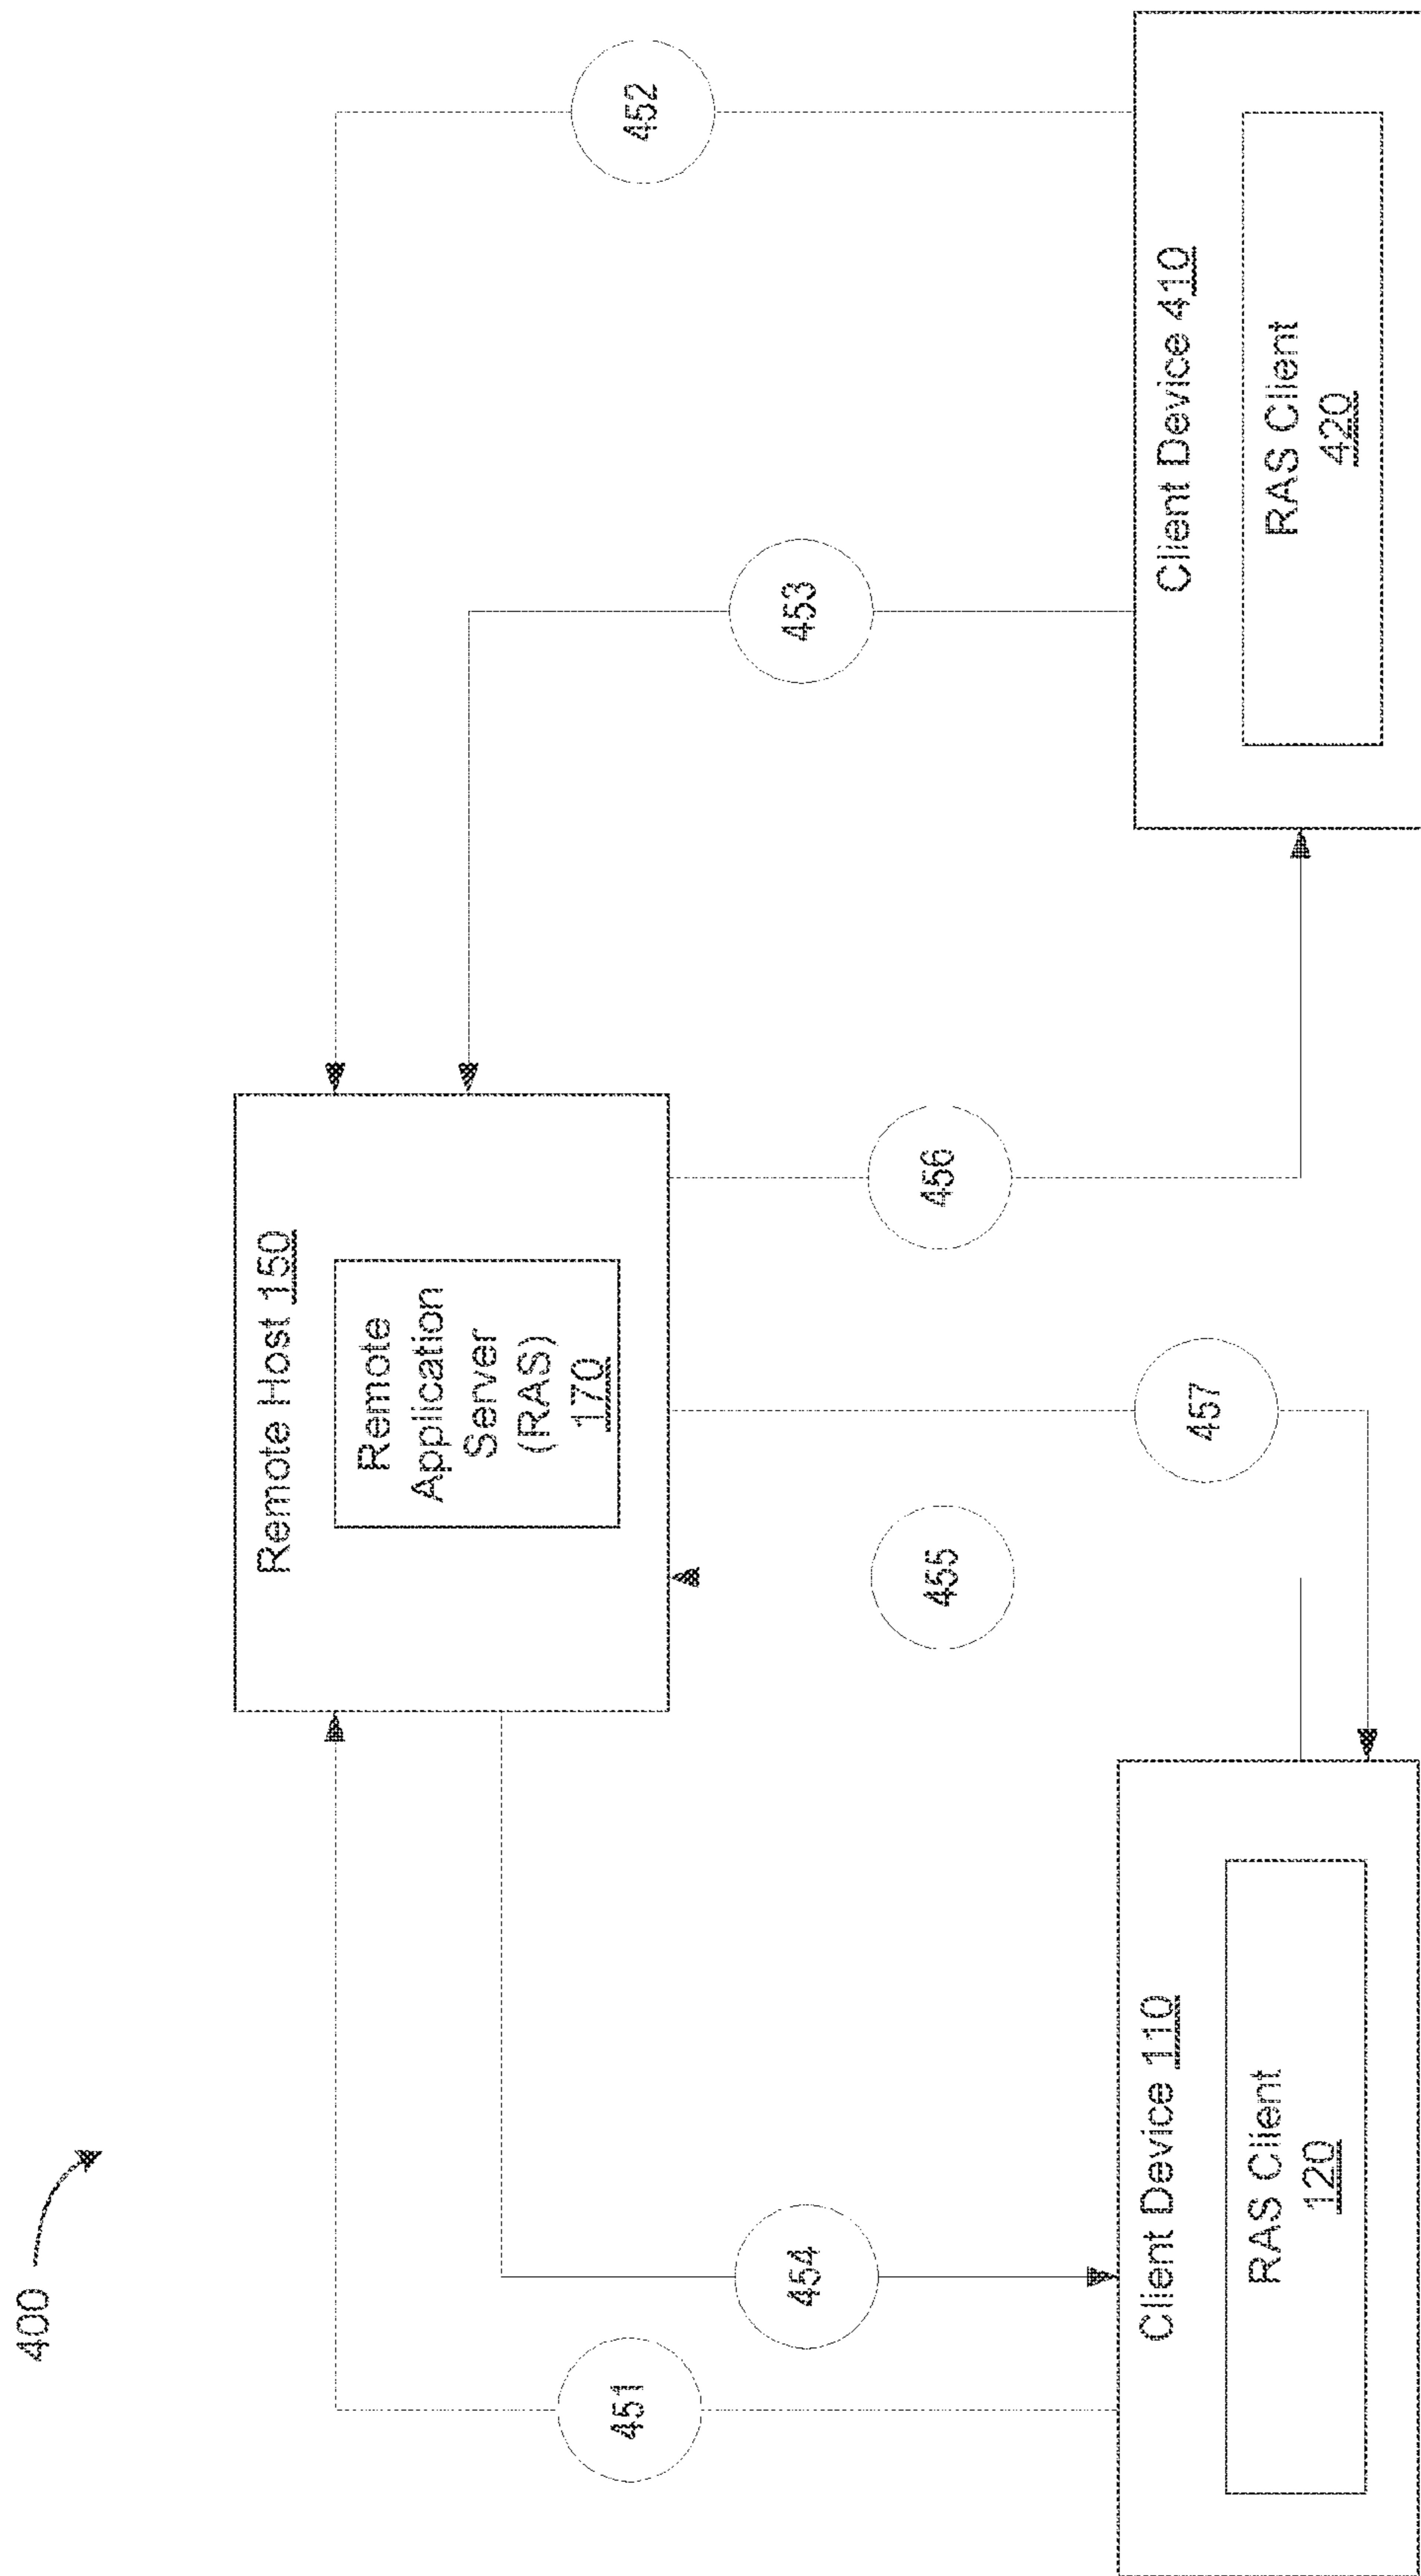 400
Remote Host 150
Remote
Application
Server
(RAS)
170
451
454
455
457
456
453
452
Client Device 110
RAS Client
120
Client Device 410
RAS Client
420